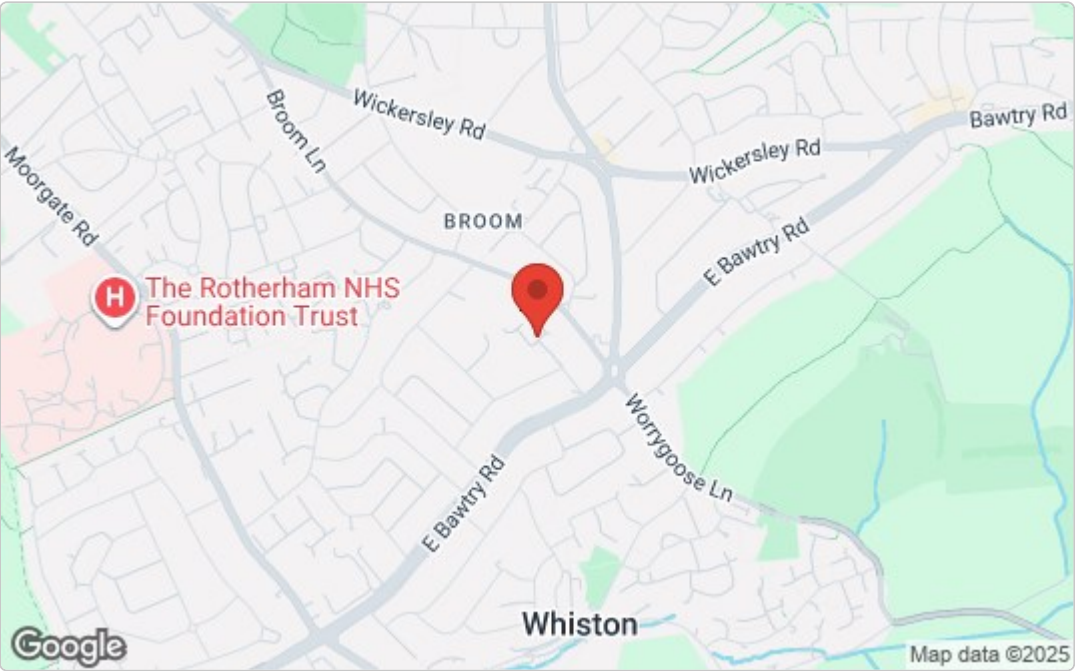 Wickersley Rd
Broom Ln
Bawtry Rd
Wickersley Rd
Moorgate Rd
BROOM
E Bawtry Rd
H
The Rotherham NHS
Foundation Trust
Worrygoose Ln
E Bawtry Rd
Whiston
Google
Map data ©2025